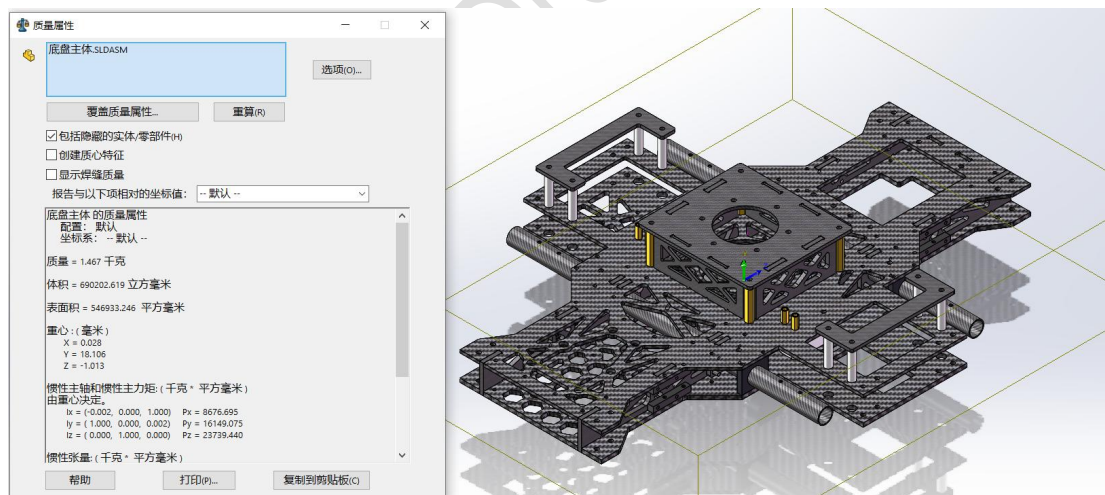 质量属性
底盘主体.SLDASM
选项(O)...
覆盖质量属性...
重算(R)
包括隐藏的实体/零部件(H)
创建质心特征
显示焊缝质量
报告与以下项相对的坐标值：
-- 默认 --
底盘主体 的质量属性
配置： 默认
坐标系： -- 默认 --
质量 = 1.467 千克
体积 = 690202.619 立方毫米
表面积 = 546933.246 平方毫米
重心 : ( 毫米 )
X = 0.028
Y = 18.106
Z = -1.013
惯性主轴和惯性主力矩: ( 千克 * 平方毫米 )
由重心决定。
Ix = (-0.002, 0.000, 1.000) Px = 8676.695
Iy = ( 1.000, 0.000, 0.002) Py = 16149.075
Iz = ( 0.000, 1.000, 0.000) Pz = 23739.440
惯性张量: ( 千克 * 平方毫米 )
帮助
打印(P)...
复制到剪贴板(C)